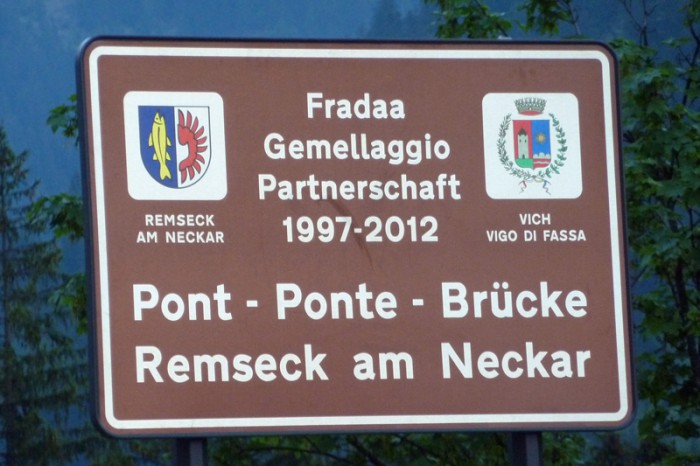 Fradaa
Gemellaggio
Partnerschaft
1997-2012
REMSECK
AM NECKAR
VICH
VIGO DI FASSA
Pont - Ponte - Brücke
Remseck am Neckar